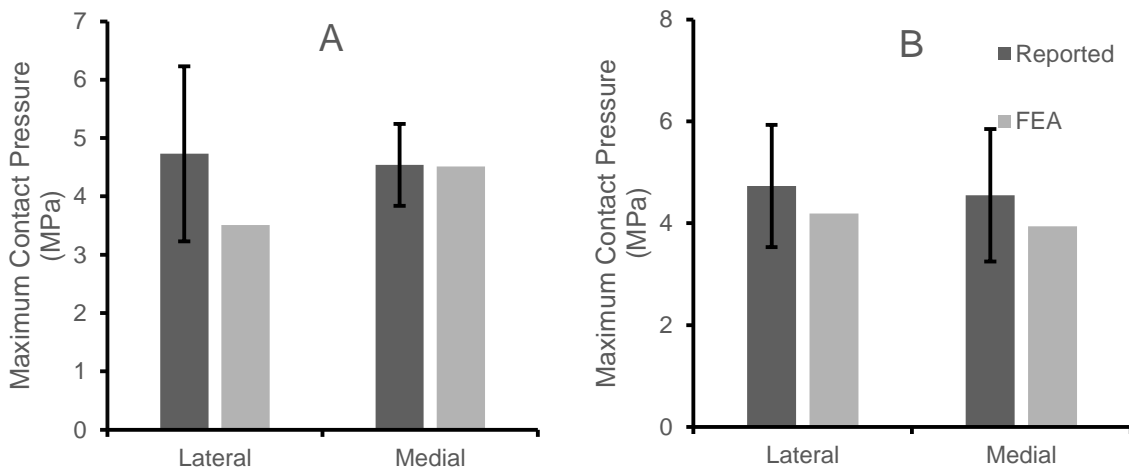 A
Maximum Contact Pressure
(MPa)
7
6
5
4
3
2
1
0
Lateral
Medial
B
Maximum Contact Pressure
(MPa)
8
6
4
2
0
Lateral
Medial
Reported
FEA